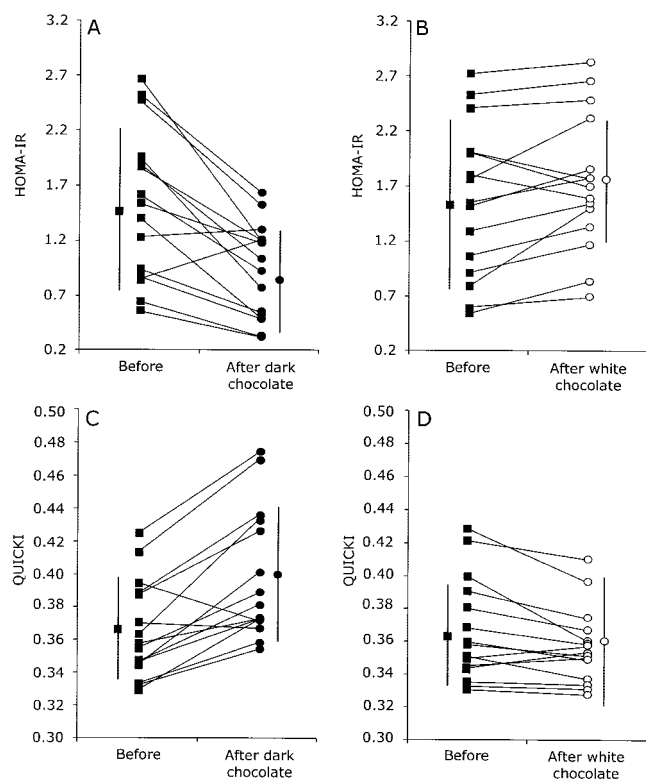 A
HOMA-IR
3.2
2.7
2.2
1.7
1.2
0.7
0.2
Before
After dark
chocolate
B
HOMA-IR
3.2
2.7
2.2
1.7
1.2
0.7
0.2
Before
After white
chocolate
C
QUICKI
0.50
0.48
0.46
0.44
0.42
0.40
0.38
0.36
0.34
0.32
0.30
Before
After dark
chocolate
D
QUICKI
0.50
0.48
0.46
0.44
0.42
0.40
0.38
0.36
0.34
0.32
0.30
Before
After white
chocolate